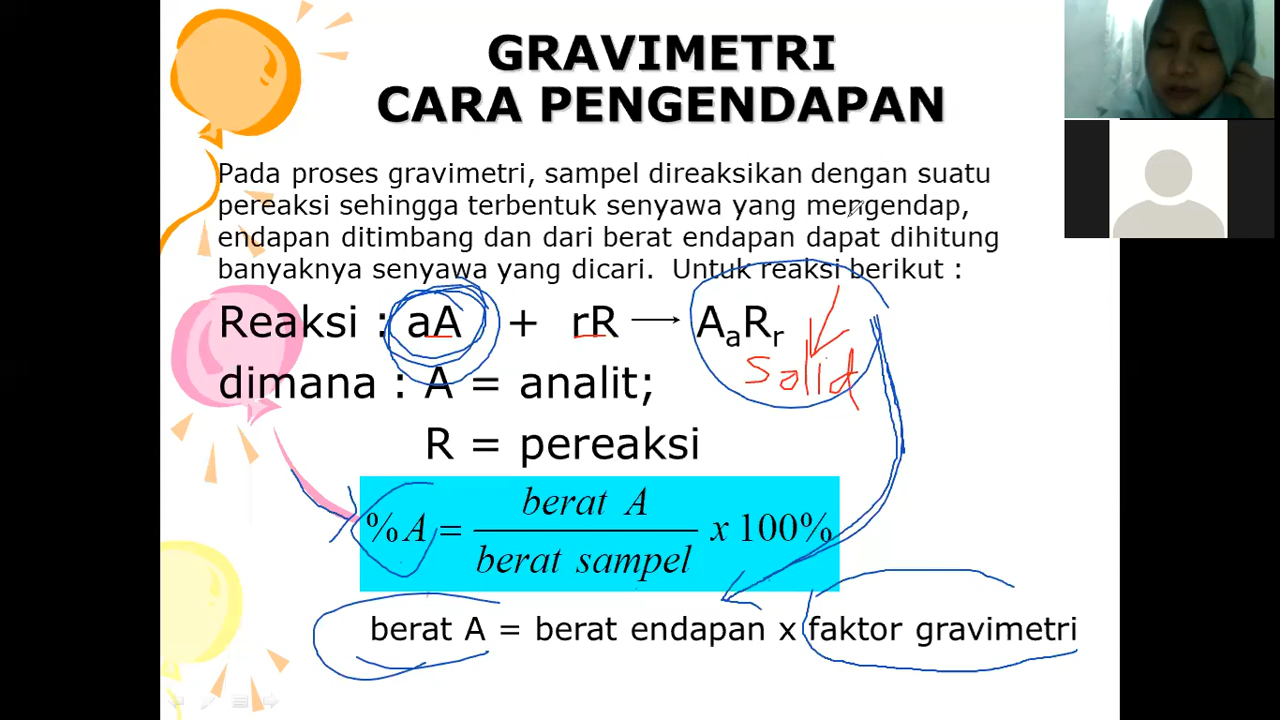 GRAVIMETRI
CARA PENGENDAPAN
Pada proses gravimetri, sampel direaksikan dengan suatu
pereaksi sehingga terbentuk senyawa yang mengendap,
endapan ditimbang dan dari berat endapan dapat dihitung
banyaknya senyawa yang dicari. Untuk reaksi berikut :
Reaksi : aA + rR → AaRr
solid
dimana : A = analit;
R = pereaksi
%A = berat A / berat sampel x 100%
berat A = berat endapan x faktor gravimetri